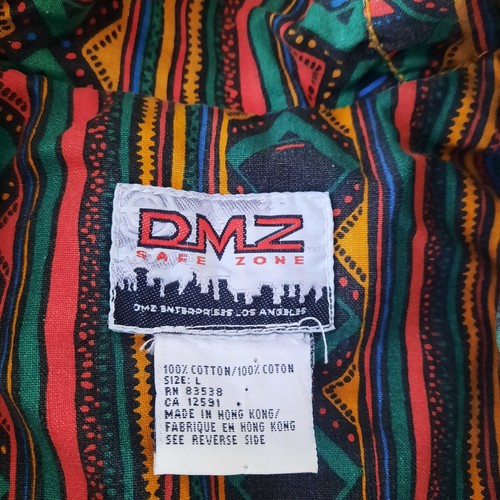 DMZ
SAFE ZONE
DMZ ENTERPRISES LOS ANGELES
100% COTTON/100% COTON
SIZE: L
RN 83538
CA 12591
MADE IN HONG KONG/
FABRIQUE EN HONG KONG
SEE REVERSE SIDE